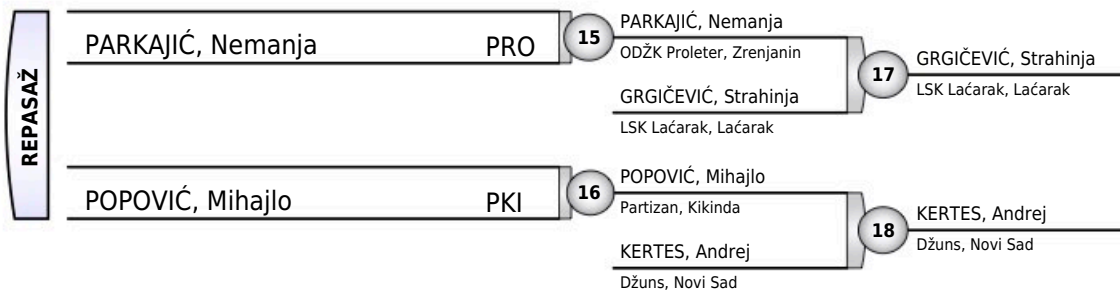 REPASAŽ
PARKAJIĆ, Nemanja PRO
15
PARKAJIĆ, Nemanja
ODŽK Proleter, Zrenjanin
GRGIČEVIĆ, Strahinja
LSK Laćarak, Laćarak
17
GRGIČEVIĆ, Strahinja
LSK Laćarak, Laćarak
POPOVIĆ, Mihajlo PKI
16
POPOVIĆ, Mihajlo
Partizan, Kikinda
KERTES, Andrej
Džuns, Novi Sad
18
KERTES, Andrej
Džuns, Novi Sad